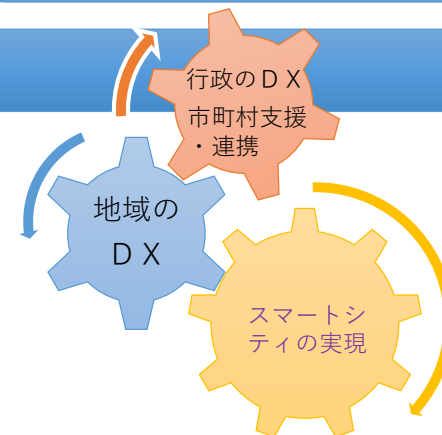 行政のＤＸ
市町村支援
・連携
地域の
ＤＸ
スマートシ
ティの実現